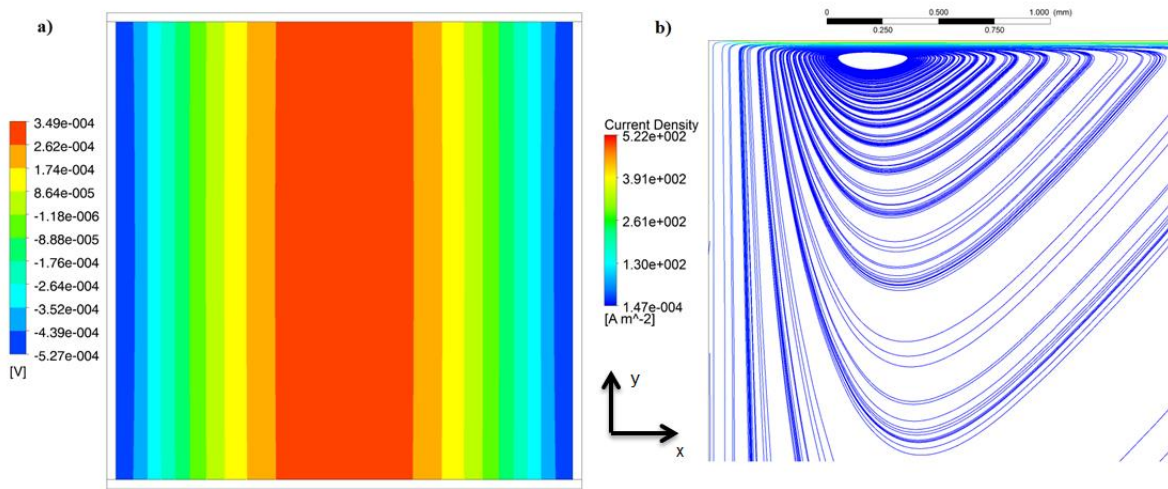 a)
3.49e-004
2.62e-004
1.74e-004
8.64e-005
-1.18e-006
-8.88e-005
-1.76e-004
-2.64e-004
-3.52e-004
-4.39e-004
-5.27e-004
[V]
b)
0 0.500 1.000 (mm)
0.250 0.750
Current Density
5.22e+002
3.91e+002
2.61e+002
1.30e+002
1.47e-004
[A m^-2]
y
x